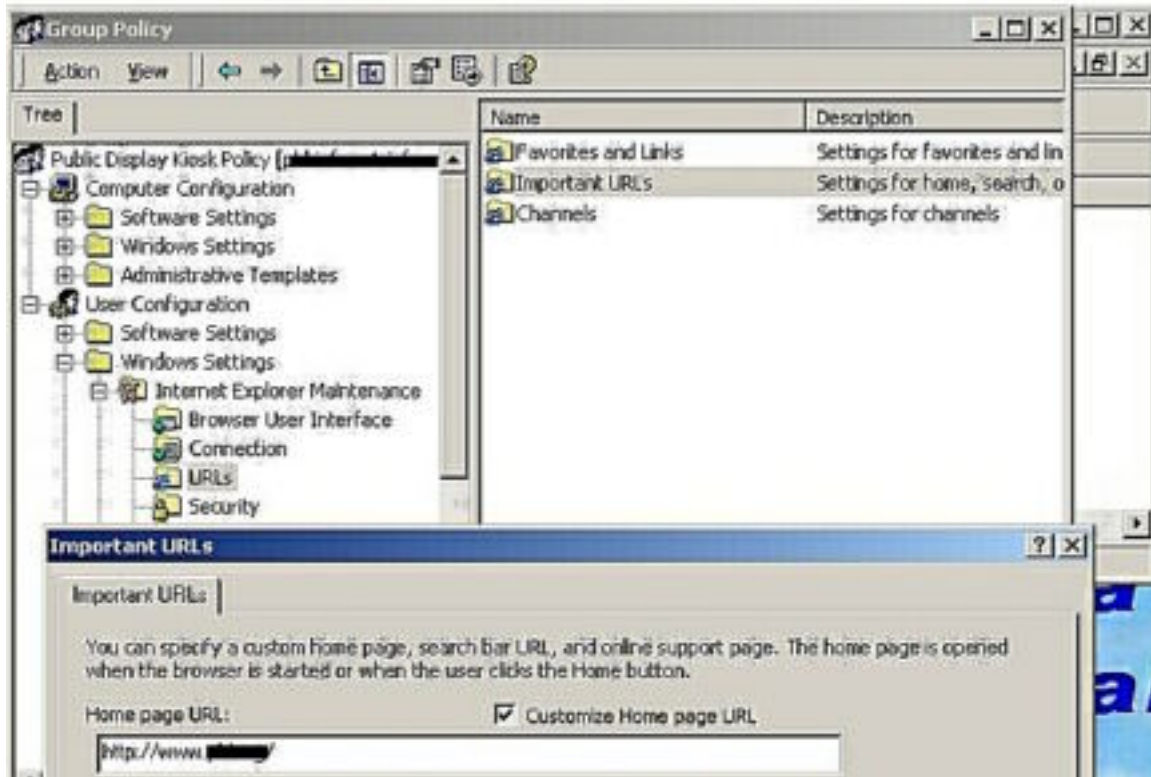 Group Policy
Action View
Tree
Name Description
Public Display Kiosk Policy [
Computer Configuration
Software Settings
Windows Settings
Administrative Templates
User Configuration
Software Settings
Windows Settings
Internet Explorer Maintenance
Browser User Interface
Connection
URLs
Security
Favorites and Links Settings for favorites and lin
Important URLs Settings for home, search, o
Channels Settings for channels
Important URLs
Important URLs
You can specify a custom home page, search bar URL, and online support page. The home page is opened
when the browser is started or when the user clicks the Home button.
Home page URL: Customize Home page URL
http://www.